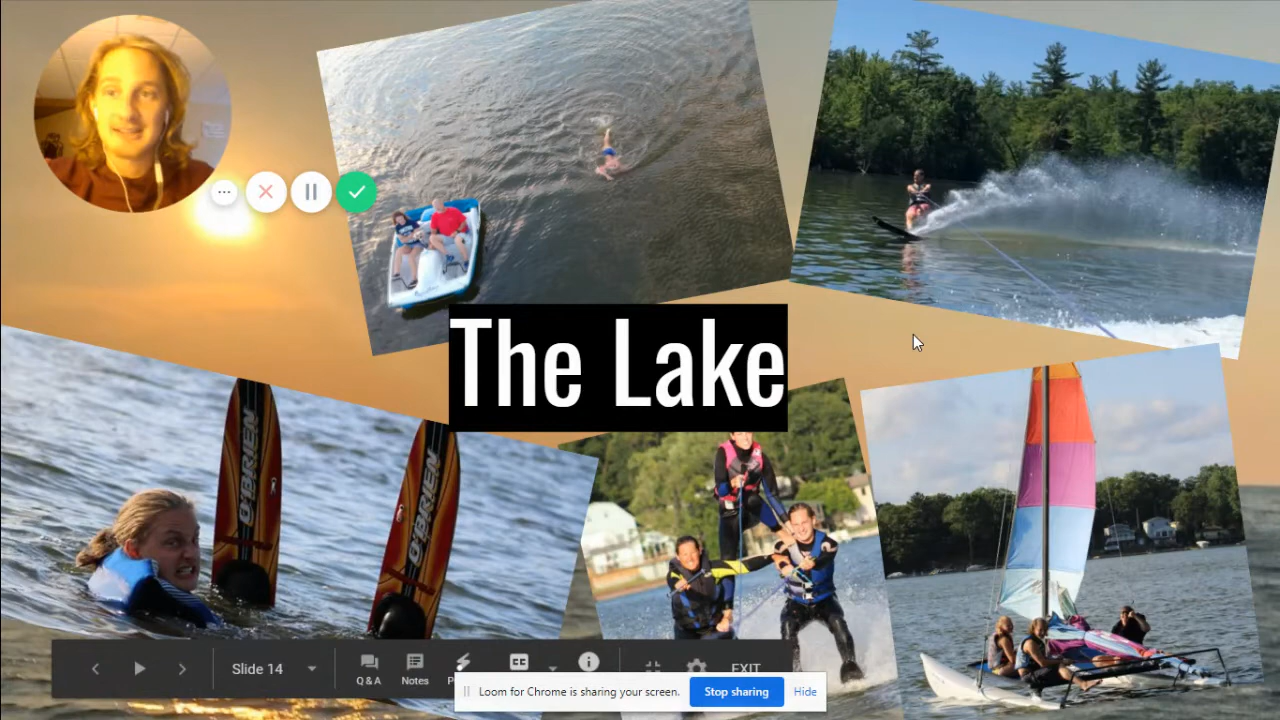 The Lake
O'BRIEN
O'BRIEN
Slide 14
Q & A
Notes
EXIT
Loom for Chrome is sharing your screen.
Stop sharing
Hide